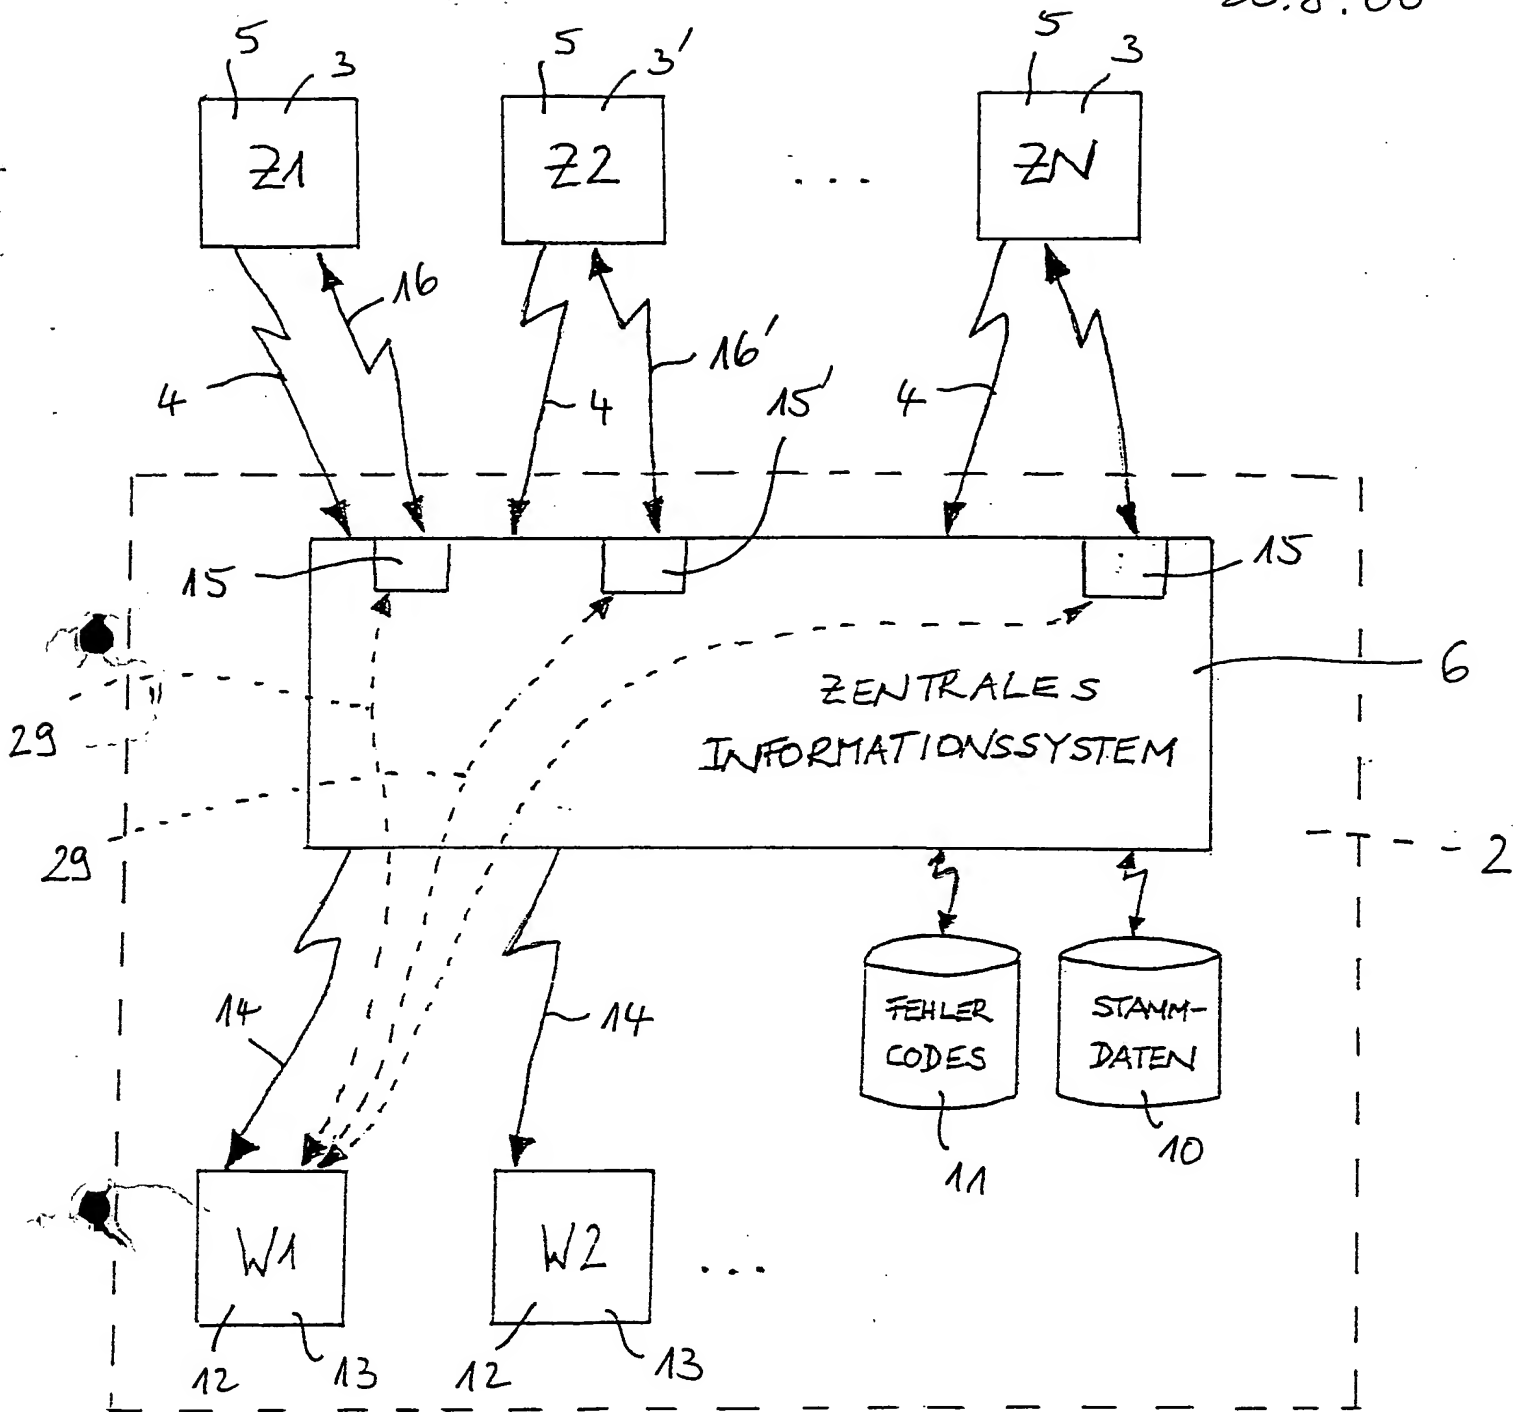 5 3 5 3' 5 3
Z1 Z2 ... ZN
16
16'
4 4 15' 4
15 15
6
ZENTRALES
INFORMATIONSSYSTEM
29
29
2
14 14
FEHLER
CODES
STAMM-
DATEN
11 10
W1 W2 ...
12 13 12 13